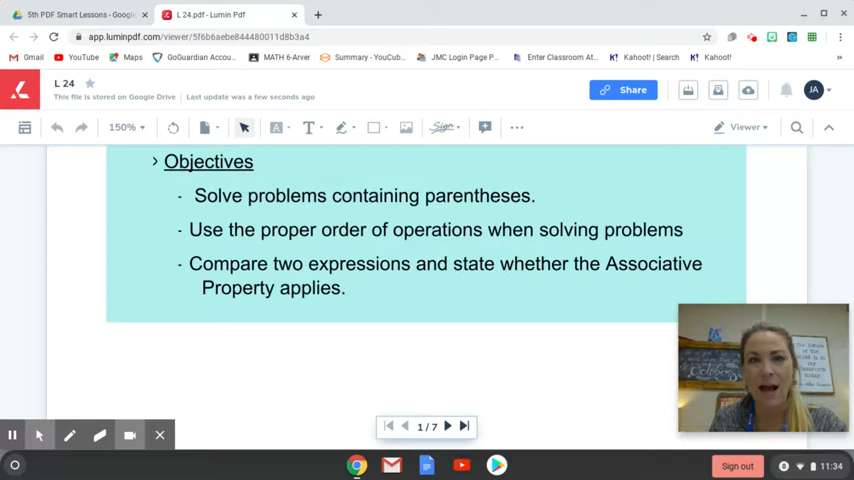 5th PDF Smart Lessons - Google
L 24.pdf - Lumin Pdf
app.luminpdf.com/viewer/5f6b6aebe844480011d8b3a4
Gmail
YouTube
Maps
GoGuardian Accou...
MATH 6-Arver
Summary - YouCub...
JMC Login Page P...
Enter Classroom At...
Kahoot! | Search
Kahoot!
L 24
This file is stored on Google Drive | Last update was a few seconds ago
Share
JA
150%
Sign
Viewer
Objectives
- Solve problems containing parentheses.
- Use the proper order of operations when solving problems
- Compare two expressions and state whether the Associative
Property applies.
October
1 / 7
Sign out
11:34